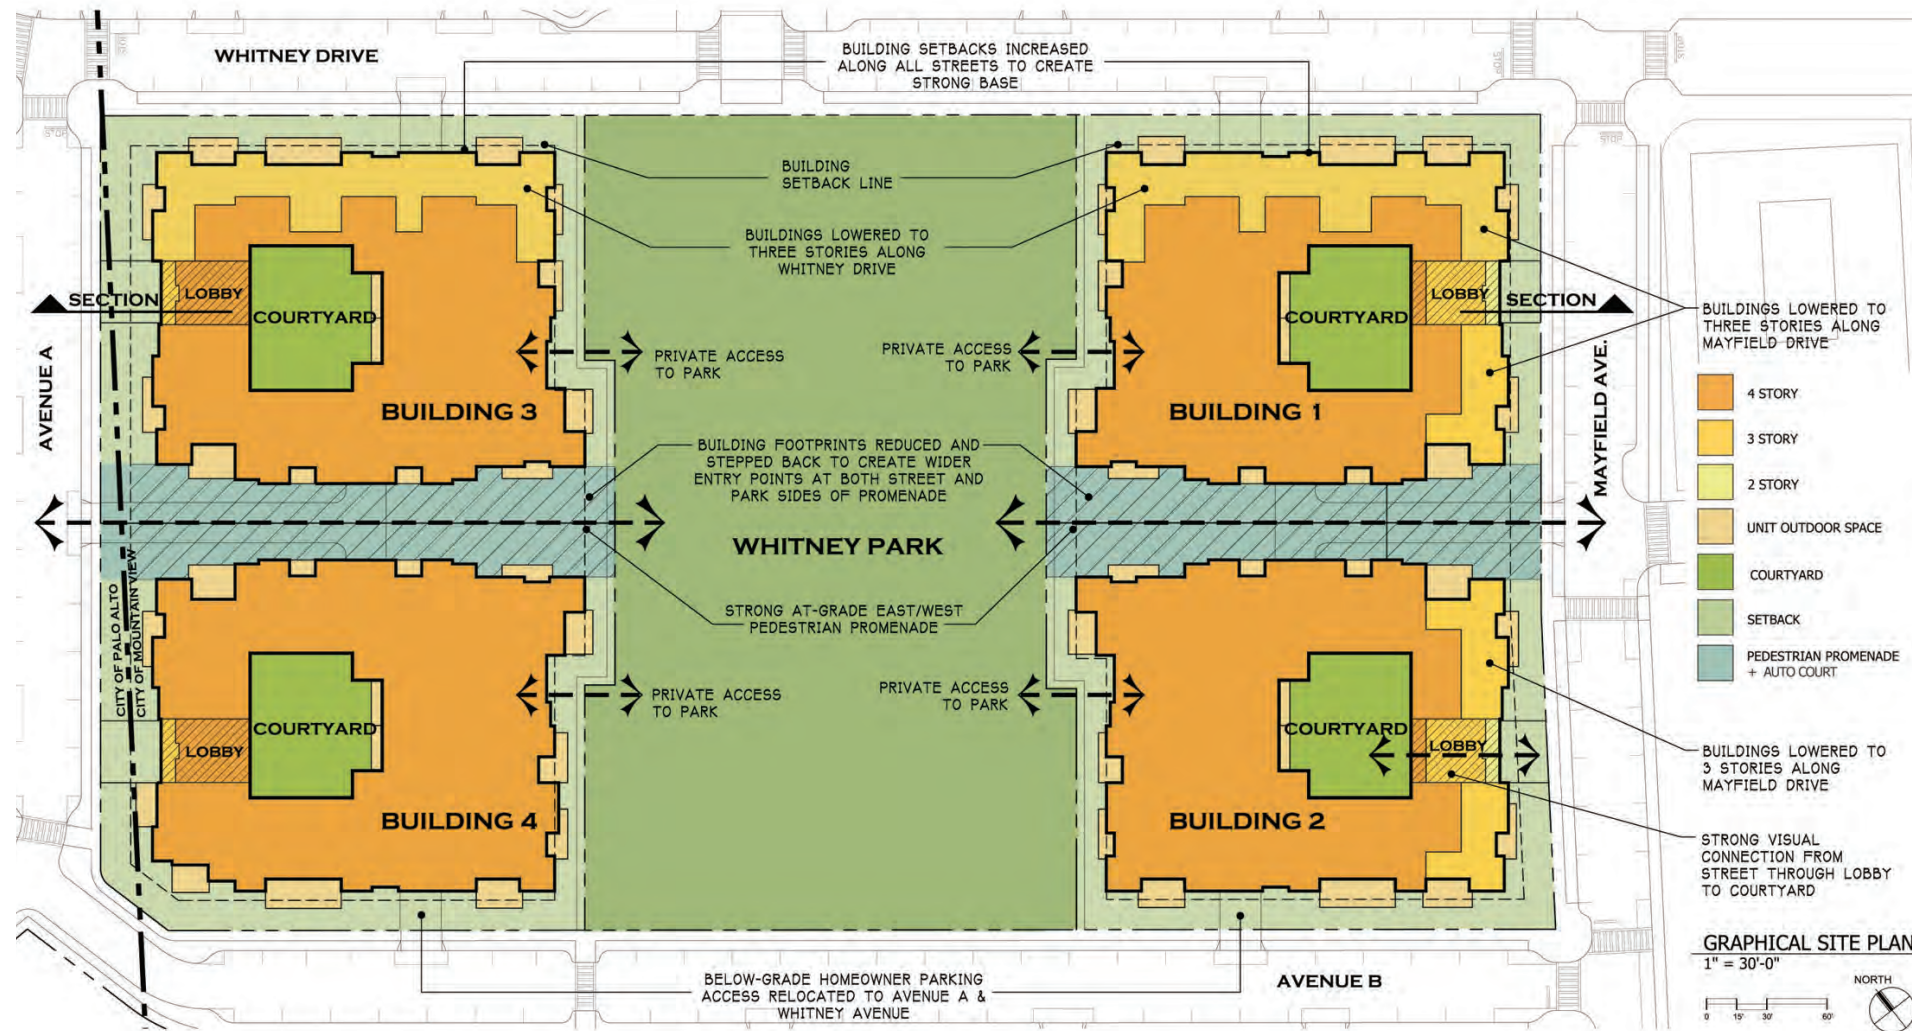 WHITNEY DRIVE
BUILDING SETBACKS INCREASED
ALONG ALL STREETS TO CREATE
STRONG BASE
BUILDING
SETBACK LINE
BUILDINGS LOWERED TO
THREE STORIES ALONG
WHITNEY DRIVE
SECTION
LOBBY
COURTYARD
COURTYARD
LOBBY
SECTION
BUILDINGS LOWERED TO
THREE STORIES ALONG
MAYFIELD DRIVE
AVENUE A
PRIVATE ACCESS
TO PARK
PRIVATE ACCESS
TO PARK
MAYFIELD AVE.
BUILDING 3
BUILDING 1
4 STORY
3 STORY
2 STORY
UNIT OUTDOOR SPACE
COURTYARD
SETBACK
PEDESTRIAN PROMENADE
+ AUTO COURT
BUILDING FOOTPRINTS REDUCED AND
STEPPED BACK TO CREATE WIDER
ENTRY POINTS AT BOTH STREET AND
PARK SIDES OF PROMENADE
WHITNEY PARK
STRONG AT-GRADE EAST/WEST
PEDESTRIAN PROMENADE
CITY OF PALO ALTO
CITY OF MOUNTAIN VIEW
PRIVATE ACCESS
TO PARK
PRIVATE ACCESS
TO PARK
COURTYARD
LOBBY
COURTYARD
LOBBY
BUILDINGS LOWERED TO
3 STORIES ALONG
MAYFIELD DRIVE
BUILDING 4
BUILDING 2
STRONG VISUAL
CONNECTION FROM
STREET THROUGH LOBBY
TO COURTYARD
BELOW-GRADE HOMEOWNER PARKING
ACCESS RELOCATED TO AVENUE A &
WHITNEY AVENUE
AVENUE B
GRAPHICAL SITE PLAN
1" = 30'-0"
NORTH
0 15' 30' 60'
STOP
STOP
STOP
STOP